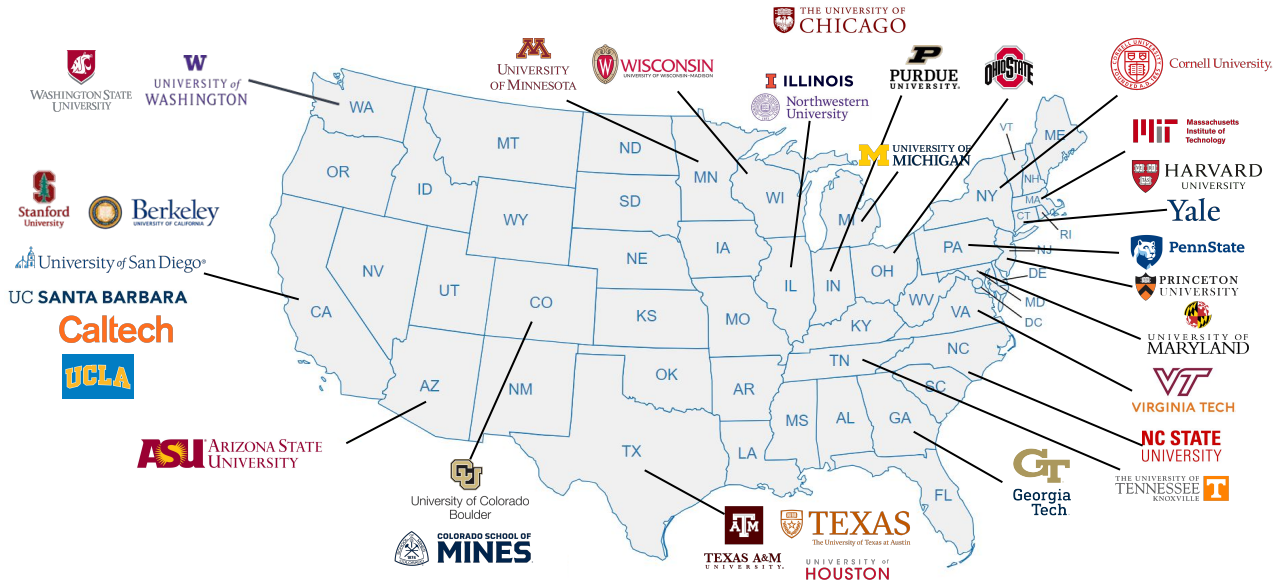 THE UNIVERSITY OF
CHICAGO
WASHINGTON STATE
UNIVERSITY
W
UNIVERSITY of
WASHINGTON
M
UNIVERSITY
OF MINNESOTA
W
WISCONSIN
UNIVERSITY OF WISCONSIN–MADISON
I ILLINOIS
Northwestern
University
P
PURDUE
UNIVERSITY®
OHIO STATE
Cornell University.
MIT
Massachusetts
Institute of
Technology
M
UNIVERSITY OF
MICHIGAN
HARVARD
UNIVERSITY
Yale
PennState
PRINCETON
UNIVERSITY
UNIVERSITY OF
MARYLAND
VT
VIRGINIA TECH
NC STATE
UNIVERSITY
THE UNIVERSITY OF
TENNESSEE
KNOXVILLE
T
GT
Georgia
Tech
S
Stanford
University
Berkeley
UNIVERSITY OF CALIFORNIA
University of San Diego®
UC SANTA BARBARA
Caltech
UCLA
ASU
ARIZONA STATE
UNIVERSITY
CU
University of Colorado
Boulder
1874
COLORADO SCHOOL OF
MINES
ATM
TEXAS A&M
UNIVERSITY®
TEXAS
The University of Texas at Austin
UNIVERSITY of
HOUSTON
WA
MT
ND
MN
OR
ID
SD
WI
MI
WY
NY
VT
NH
ME
MA
CT
RI
IA
PA
NJ
NE
NV
UT
CO
IL
IN
OH
DE
MD
DC
WV
VA
CA
KS
MO
KY
NC
TN
AZ
NM
OK
AR
SC
MS
AL
GA
TX
LA
FL